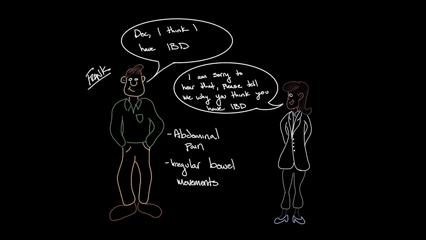 Doc, I think I
have IBD
Frank
I am sorry to
hear that, Please tell
me why you think you
have IBD
- Abdominal
Pain
- Irregular bowel
movements